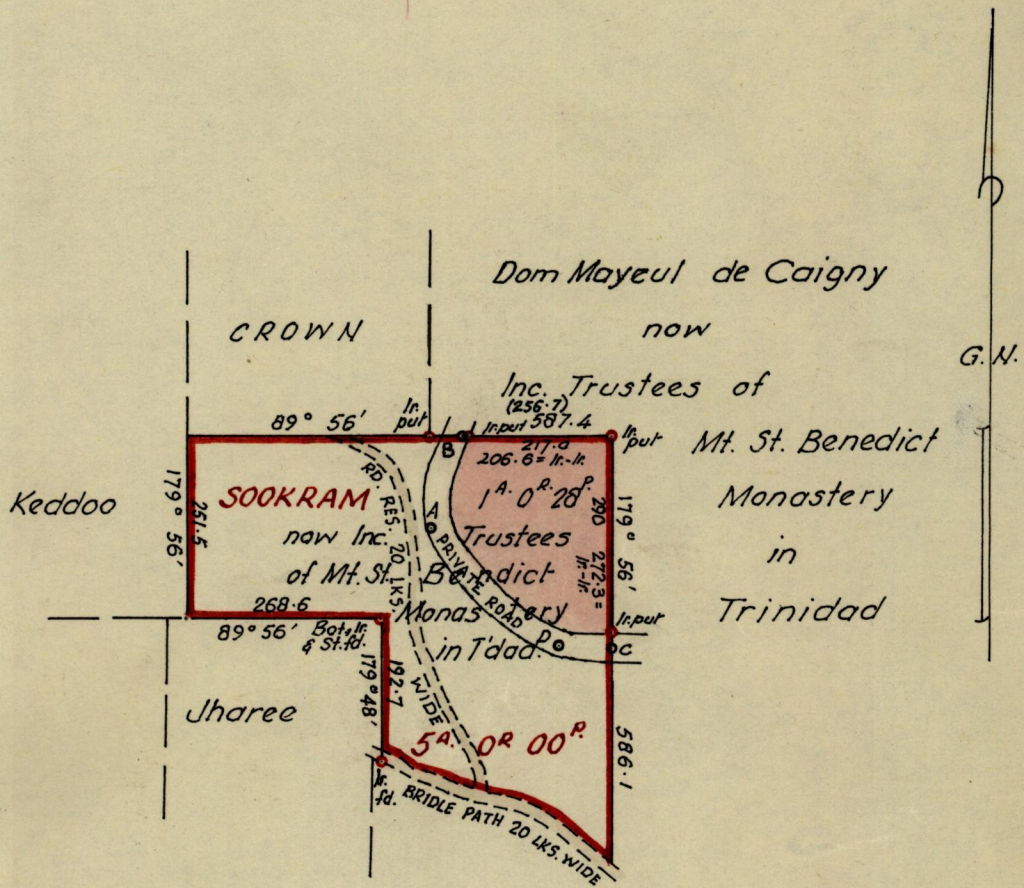 Dom Mayeul de Caigny
now
Inc. Trustees of
Mt. St. Benedict
Monastery
in
Trinidad
G.N.
CROWN
89° 56'
Ir. put
(256.7)
Ir.put 587.4
217.0
206.6 = Ir.-Ir.
Ir. put
B
Keddoo
179° 56'
251.5
SOOKRAM
now Inc. Trustees
of Mt. St. Benedict
Monastery
in T'dad.
RD. RES. 20 LKS. WIDE
A
PRIVATE ROAD
D
1A. 0R. 28P.
290
272.3 = Ir.-Ir.
179° 56'
Ir.put
C
268.6
89° 56'
Bot., Ir. & St. fd.
Jharee
179° 48'
192.7
5A. 0R 00P.
586.1
Ir. fd.
BRIDLE PATH 20 LKS. WIDE